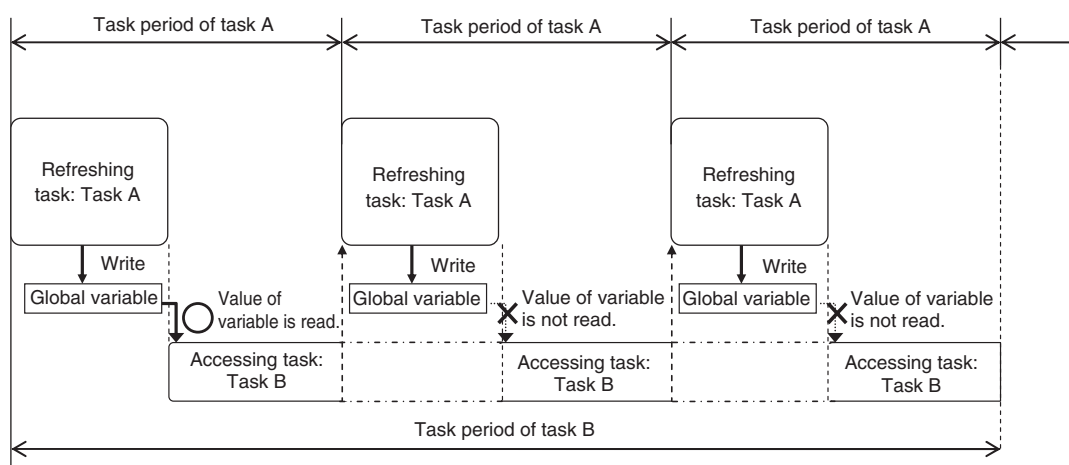 Task period of task A
Task period of task A
Task period of task A
Refreshing
task: Task A
Refreshing
task: Task A
Refreshing
task: Task A
Write
Write
Write
Global variable
Value of
variable is read.
Global variable
Value of variable
is not read.
Global variable
Value of variable
is not read.
Accessing task:
Task B
Accessing task:
Task B
Accessing task:
Task B
Task period of task B